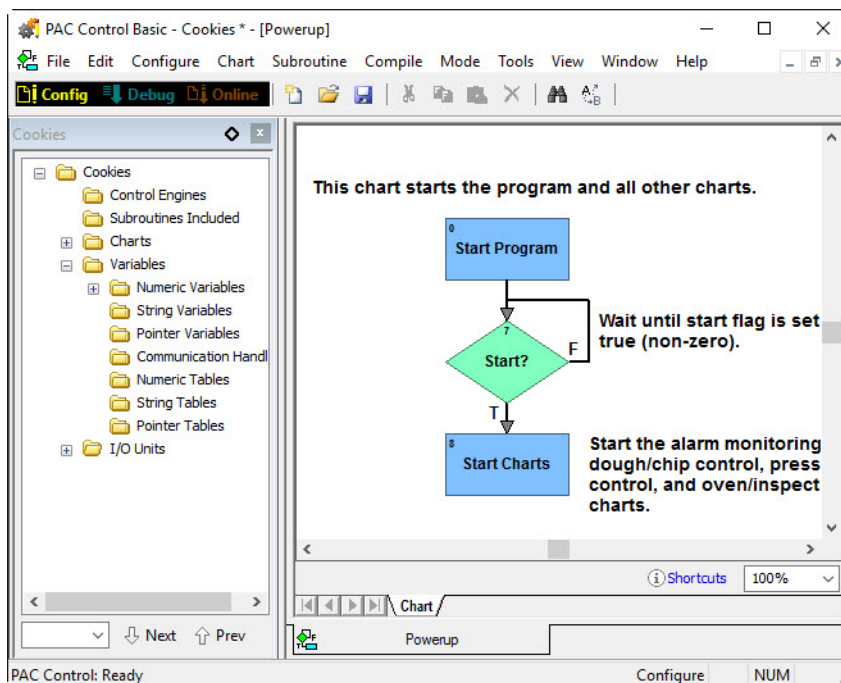 PAC Control Basic - Cookies * - [Powerup]
File Edit Configure Chart Subroutine Compile Mode Tools View Window Help
Config Debug Online
Cookies
Cookies
Control Engines
Subroutines Included
Charts
Variables
Numeric Variables
String Variables
Pointer Variables
Communication Handl
Numeric Tables
String Tables
Pointer Tables
I/O Units
Next Prev
This chart starts the program and all other charts.
0
Start Program
7
Start?
F
T
Wait until start flag is set
true (non-zero).
8
Start Charts
Start the alarm monitoring
dough/chip control, press
control, and oven/inspect
charts.
Shortcuts 100%
Chart
Powerup
PAC Control: Ready Configure NUM